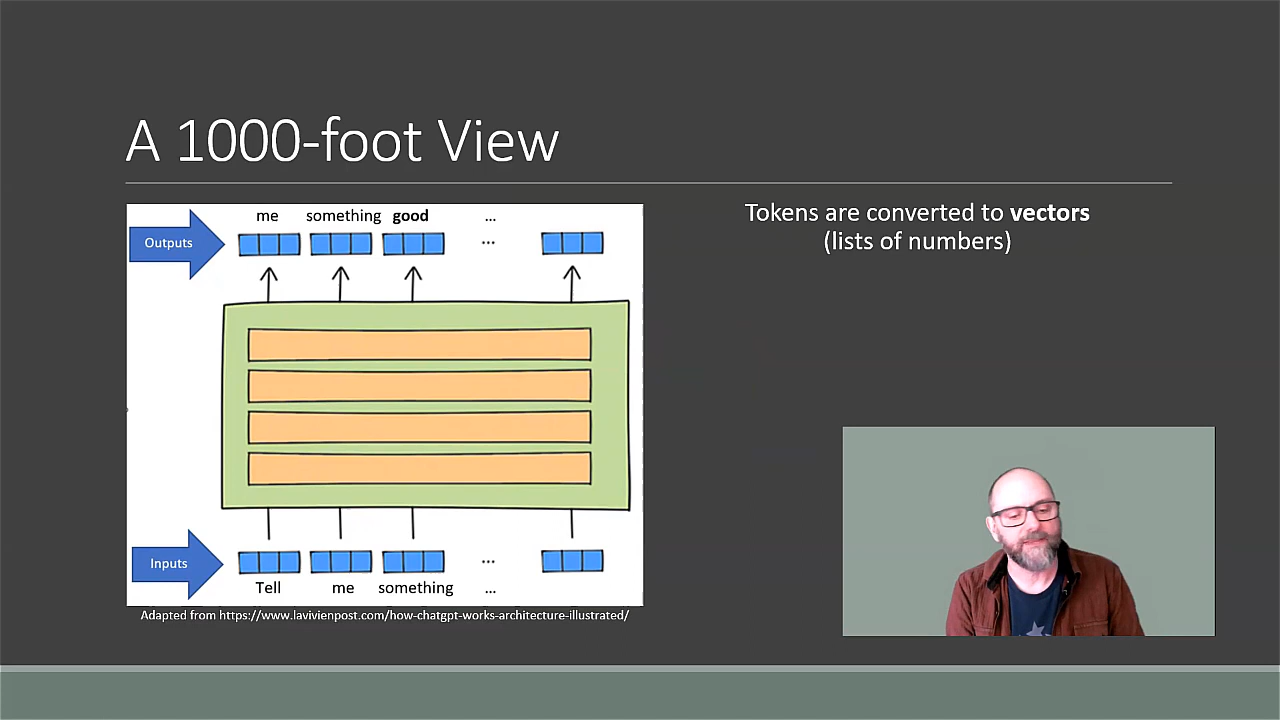 A 1000-foot View
Outputs
me something good ...
...
Inputs
...
Tell me something ...
Adapted from https://www.lavivienpost.com/how-chatgpt-works-architecture-illustrated/
Tokens are converted to vectors
(lists of numbers)